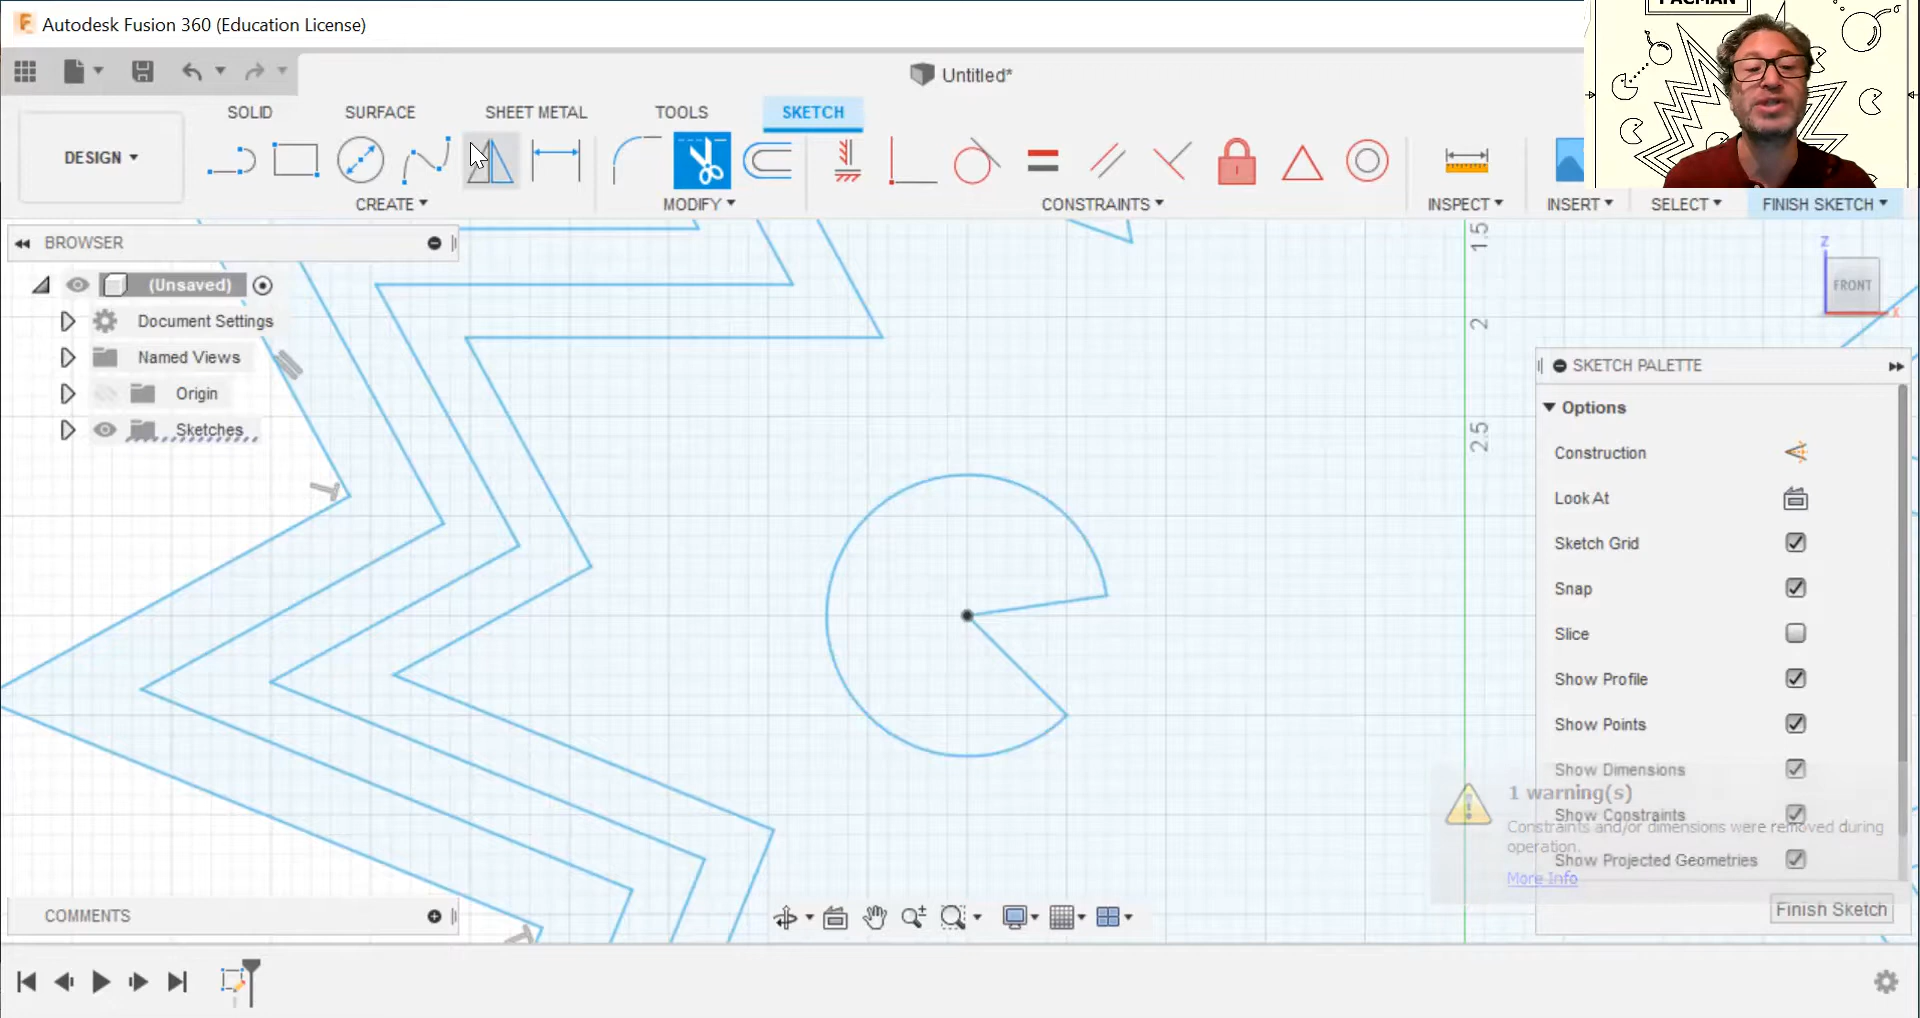 Autodesk Fusion 360 (Education License)
PACMAN
Untitled*
SOLID
SURFACE
SHEET METAL
TOOLS
SKETCH
DESIGN
CREATE
MODIFY
CONSTRAINTS
INSPECT
INSERT
SELECT
FINISH SKETCH
BROWSER
(Unsaved)
Document Settings
Named Views
Origin
Sketches
1.5
2
2.5
Z
FRONT
X
SKETCH PALETTE
Options
Construction
Look At
Sketch Grid
Snap
Slice
Show Profile
Show Points
Show Dimensions
1 warning(s)
Show Constraints
Constraints and/or dimensions were removed during
operation.
Show Projected Geometries
More Info
Finish Sketch
COMMENTS